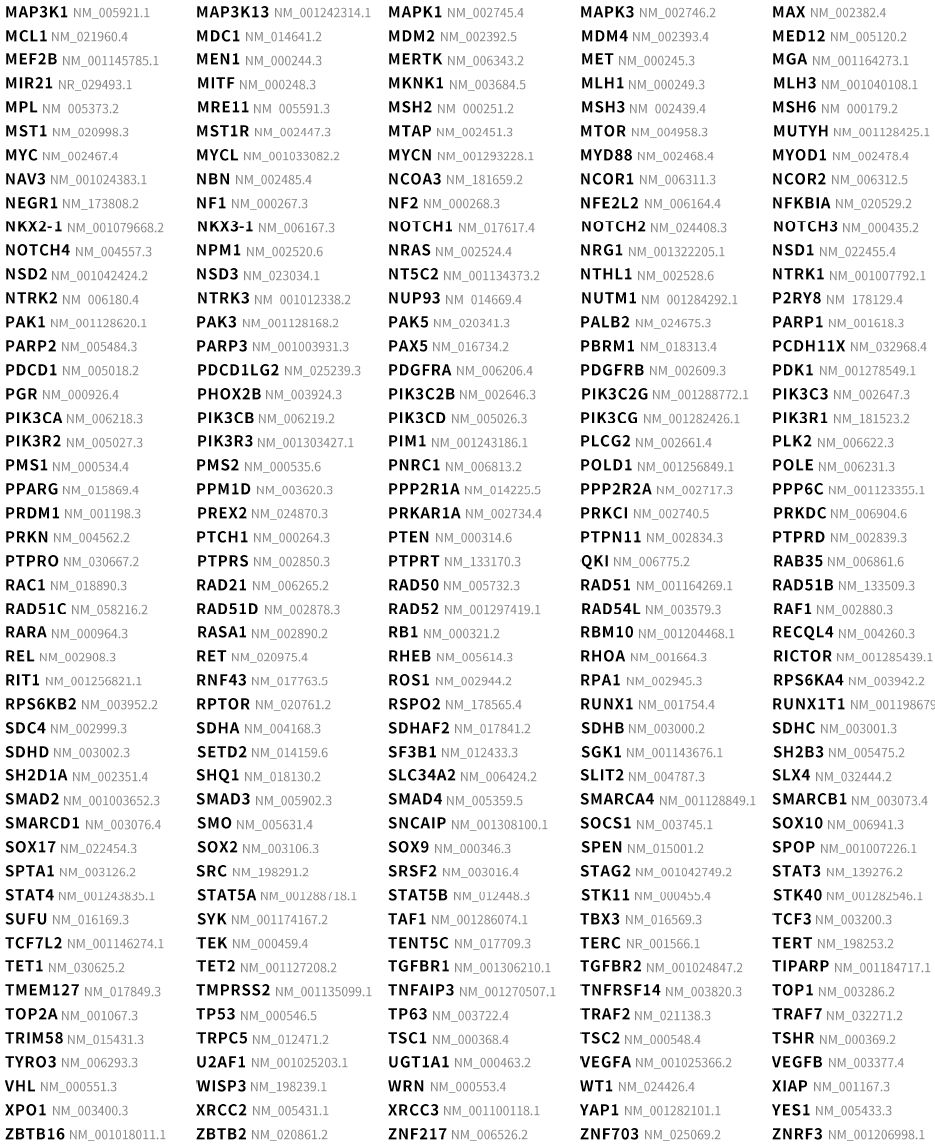 MAP3K1 NM_005921.1 MAP3K13 NM_001242314.1 MAPK1 NM_002745.4 MAPK3 NM_002746.2 MAX NM_002382.4
MCL1 NM_021960.4 MDC1 NM_014641.2 MDM2 NM_002392.5 MDM4 NM_002393.4 MED12 NM_005120.2
MEF2B NM_001145785.1 MEN1 NM_000244.3 MERTK NM_006343.2 MET NM_000245.3 MGA NM_001164273.1
MIR21 NR_029493.1 MITF NM_000248.3 MKNK1 NM_003684.5 MLH1 NM_000249.3 MLH3 NM_001040108.1
MPL NM_005373.2 MRE11 NM_005591.3 MSH2 NM_000251.2 MSH3 NM_002439.4 MSH6 NM_000179.2
MST1 NM_020998.3 MST1R NM_002447.3 MTAP NM_002451.3 MTOR NM_004958.3 MUTYH NM_001128425.1
MYC NM_002467.4 MYCL NM_001033082.2 MYCN NM_001293228.1 MYD88 NM_002468.4 MYOD1 NM_002478.4
NAV3 NM_001024383.1 NBN NM_002485.4 NCOA3 NM_181659.2 NCOR1 NM_006311.3 NCOR2 NM_006312.5
NEGR1 NM_173808.2 NF1 NM_000267.3 NF2 NM_000268.3 NFE2L2 NM_006164.4 NFKBIA NM_020529.2
NKX2-1 NM_001079668.2 NKX3-1 NM_006167.3 NOTCH1 NM_017617.4 NOTCH2 NM_024408.3 NOTCH3 NM_000435.2
NOTCH4 NM_004557.3 NPM1 NM_002520.6 NRAS NM_002524.4 NRG1 NM_001322205.1 NSD1 NM_022455.4
NSD2 NM_001042424.2 NSD3 NM_023034.1 NT5C2 NM_001134373.2 NTHL1 NM_002528.6 NTRK1 NM_001007792.1
NTRK2 NM_006180.4 NTRK3 NM_001012338.2 NUP93 NM_014669.4 NUTM1 NM_001284292.1 P2RY8 NM_178129.4
PAK1 NM_001128620.1 PAK3 NM_001128168.2 PAK5 NM_020341.3 PALB2 NM_024675.3 PARP1 NM_001618.3
PARP2 NM_005484.3 PARP3 NM_001003931.3 PAX5 NM_016734.2 PBRM1 NM_018313.4 PCDH11X NM_032968.4
PDCD1 NM_005018.2 PDCD1LG2 NM_025239.3 PDGFRA NM_006206.4 PDGFRB NM_002609.3 PDK1 NM_001278549.1
PGR NM_000926.4 PHOX2B NM_003924.3 PIK3C2B NM_002646.3 PIK3C2G NM_001288772.1 PIK3C3 NM_002647.3
PIK3CA NM_006218.3 PIK3CB NM_006219.2 PIK3CD NM_005026.3 PIK3CG NM_001282426.1 PIK3R1 NM_181523.2
PIK3R2 NM_005027.3 PIK3R3 NM_001303427.1 PIM1 NM_001243186.1 PLCG2 NM_002661.4 PLK2 NM_006622.3
PMS1 NM_000534.4 PMS2 NM_000535.6 PNRC1 NM_006813.2 POLD1 NM_001256849.1 POLE NM_006231.3
PPARG NM_015869.4 PPM1D NM_003620.3 PPP2R1A NM_014225.5 PPP2R2A NM_002717.3 PPP6C NM_001123355.1
PRDM1 NM_001198.3 PREX2 NM_024870.3 PRKAR1A NM_002734.4 PRKCI NM_002740.5 PRKDC NM_006904.6
PRKN NM_004562.2 PTCH1 NM_000264.3 PTEN NM_000314.6 PTPN11 NM_002834.3 PTPRD NM_002839.3
PTPRO NM_030667.2 PTPRS NM_002850.3 PTPRT NM_133170.3 QKI NM_006775.2 RAB35 NM_006861.6
RAC1 NM_018890.3 RAD21 NM_006265.2 RAD50 NM_005732.3 RAD51 NM_001164269.1 RAD51B NM_133509.3
RAD51C NM_058216.2 RAD51D NM_002878.3 RAD52 NM_001297419.1 RAD54L NM_003579.3 RAF1 NM_002880.3
RARA NM_000964.3 RASA1 NM_002890.2 RB1 NM_000321.2 RBM10 NM_001204468.1 RECQL4 NM_004260.3
REL NM_002908.3 RET NM_020975.4 RHEB NM_005614.3 RHOA NM_001664.3 RICTOR NM_001285439.1
RIT1 NM_001256821.1 RNF43 NM_017763.5 ROS1 NM_002944.2 RPA1 NM_002945.3 RPS6KA4 NM_003942.2
RPS6KB2 NM_003952.2 RPTOR NM_020761.2 RSPO2 NM_178565.4 RUNX1 NM_001754.4 RUNX1T1 NM_001198679
SDC4 NM_002999.3 SDHA NM_004168.3 SDHAF2 NM_017841.2 SDHB NM_003000.2 SDHC NM_003001.3
SDHD NM_003002.3 SETD2 NM_014159.6 SF3B1 NM_012433.3 SGK1 NM_001143676.1 SH2B3 NM_005475.2
SH2D1A NM_002351.4 SHQ1 NM_018130.2 SLC34A2 NM_006424.2 SLIT2 NM_004787.3 SLX4 NM_032444.2
SMAD2 NM_001003652.3 SMAD3 NM_005902.3 SMAD4 NM_005359.5 SMARCA4 NM_001128849.1 SMARCB1 NM_003073.4
SMARCD1 NM_003076.4 SMO NM_005631.4 SNCAIP NM_001308100.1 SOCS1 NM_003745.1 SOX10 NM_006941.3
SOX17 NM_022454.3 SOX2 NM_003106.3 SOX9 NM_000346.3 SPEN NM_015001.2 SPOP NM_001007226.1
SPTA1 NM_003126.2 SRC NM_198291.2 SRSF2 NM_003016.4 STAG2 NM_001042749.2 STAT3 NM_139276.2
STAT4 NM_001243835.1 STAT5A NM_001288718.1 STAT5B NM_012448.3 STK11 NM_000455.4 STK40 NM_001282546.1
SUFU NM_016169.3 SYK NM_001174167.2 TAF1 NM_001286074.1 TBX3 NM_016569.3 TCF3 NM_003200.3
TCF7L2 NM_001146274.1 TEK NM_000459.4 TENT5C NM_017709.3 TERC NR_001566.1 TERT NM_198253.2
TET1 NM_030625.2 TET2 NM_001127208.2 TGFBR1 NM_001306210.1 TGFBR2 NM_001024847.2 TIPARP NM_001184717.1
TMEM127 NM_017849.3 TMPRSS2 NM_001135099.1 TNFAIP3 NM_001270507.1 TNFRSF14 NM_003820.3 TOP1 NM_003286.2
TOP2A NM_001067.3 TP53 NM_000546.5 TP63 NM_003722.4 TRAF2 NM_021138.3 TRAF7 NM_032271.2
TRIM58 NM_015431.3 TRPC5 NM_012471.2 TSC1 NM_000368.4 TSC2 NM_000548.4 TSHR NM_000369.2
TYRO3 NM_006293.3 U2AF1 NM_001025203.1 UGT1A1 NM_000463.2 VEGFA NM_001025366.2 VEGFB NM_003377.4
VHL NM_000551.3 WISP3 NM_198239.1 WRN NM_000553.4 WT1 NM_024426.4 XIAP NM_001167.3
XPO1 NM_003400.3 XRCC2 NM_005431.1 XRCC3 NM_001100118.1 YAP1 NM_001282101.1 YES1 NM_005433.3
ZBTB16 NM_001018011.1 ZBTB2 NM_020861.2 ZNF217 NM_006526.2 ZNF703 NM_025069.2 ZNRF3 NM_001206998.1